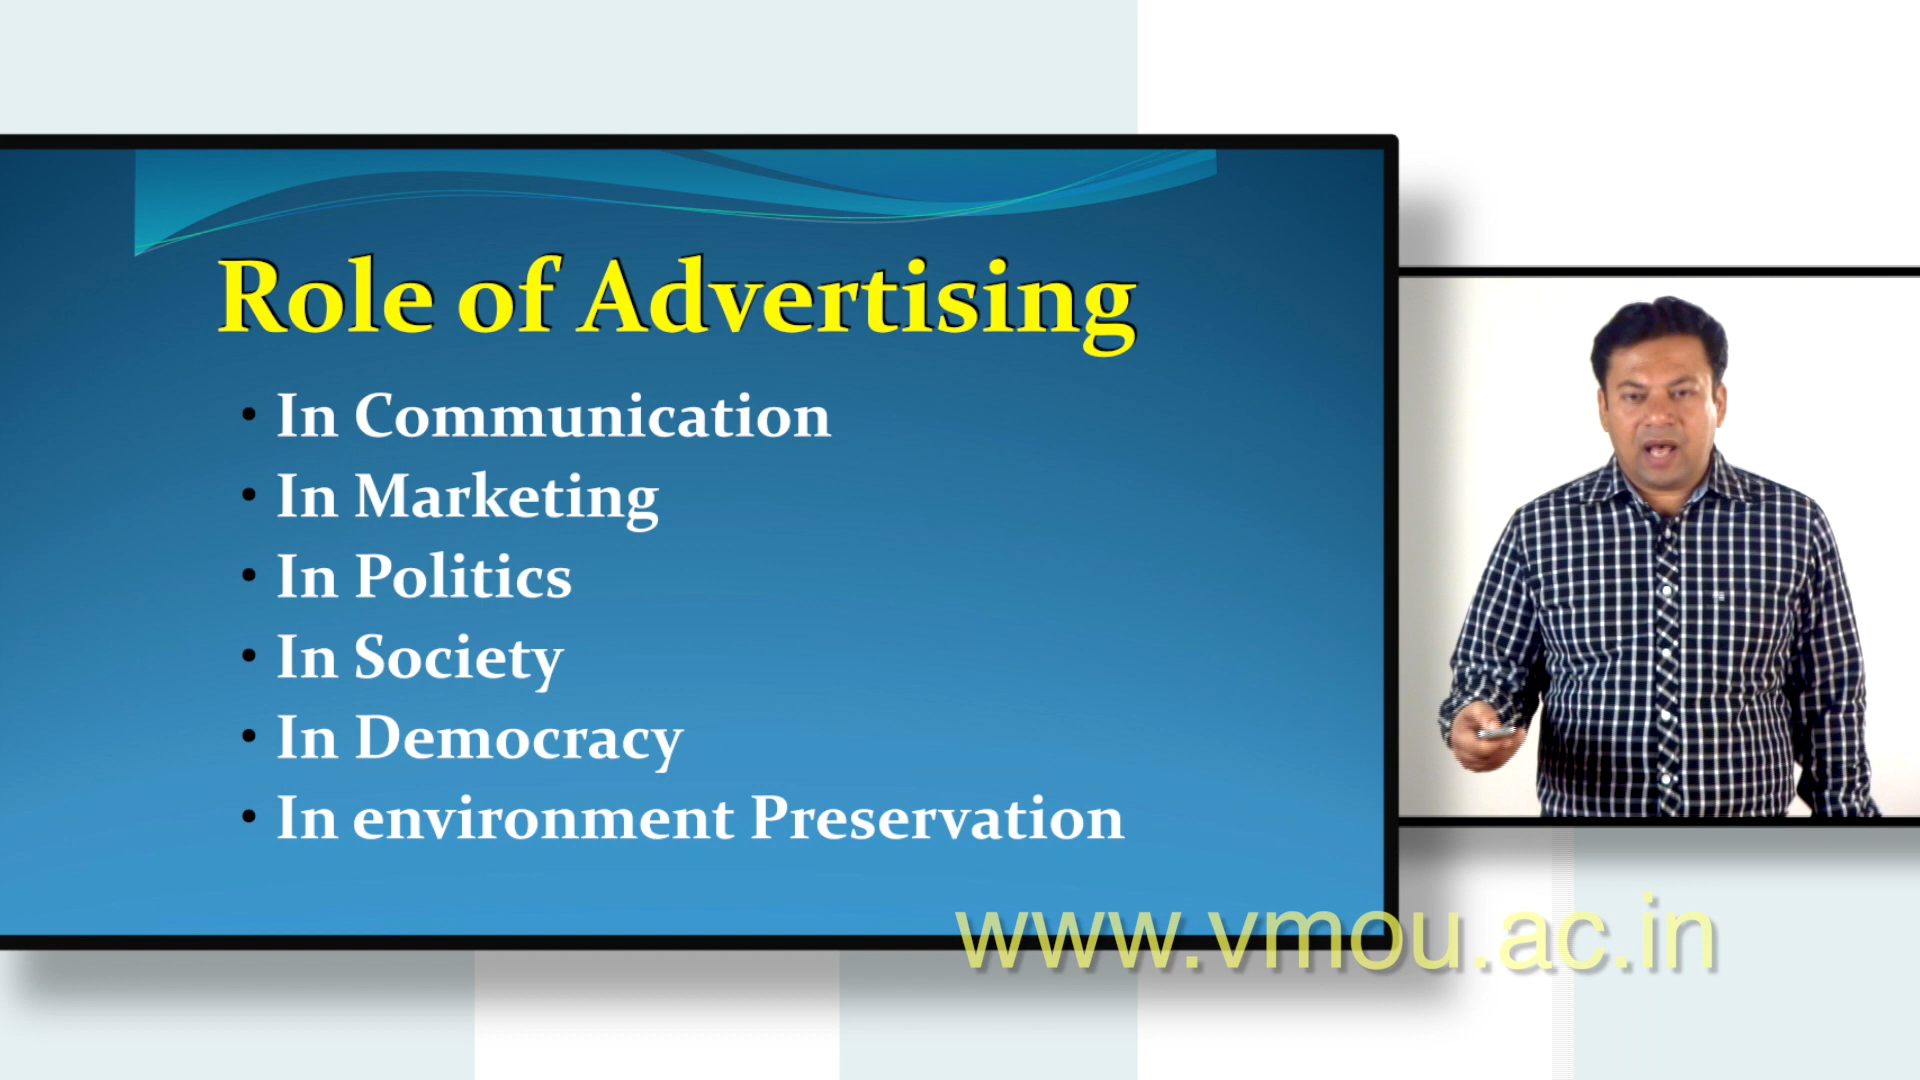 Role of Advertising
• In Communication
• In Marketing
• In Politics
• In Society
• In Democracy
• In environment Preservation
www.vmou.ac.in